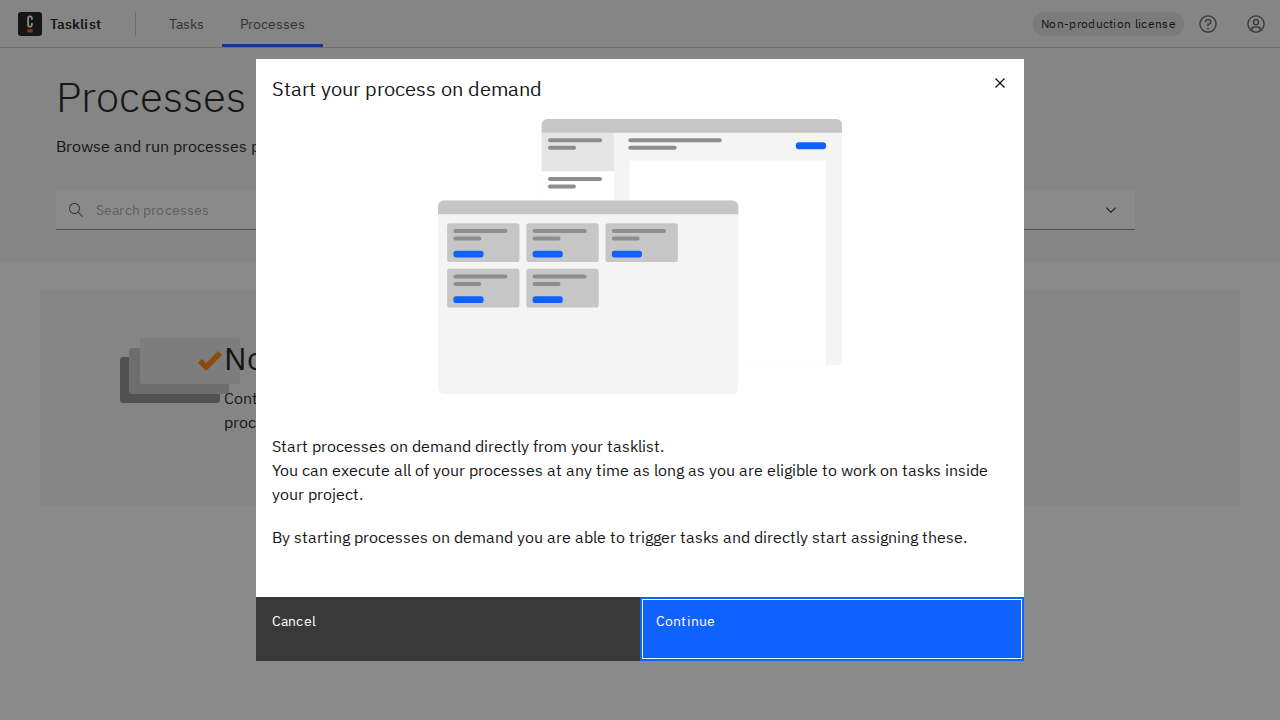 Tasklist
Tasks
Processes
Non-production license
Processes
Browse and run processes
Search processes
Start your process on demand
Start processes on demand directly from your tasklist.
You can execute all of your processes at any time as long as you are eligible to work on tasks inside
your project.
By starting processes on demand you are able to trigger tasks and directly start assigning these.
Cancel
Continue